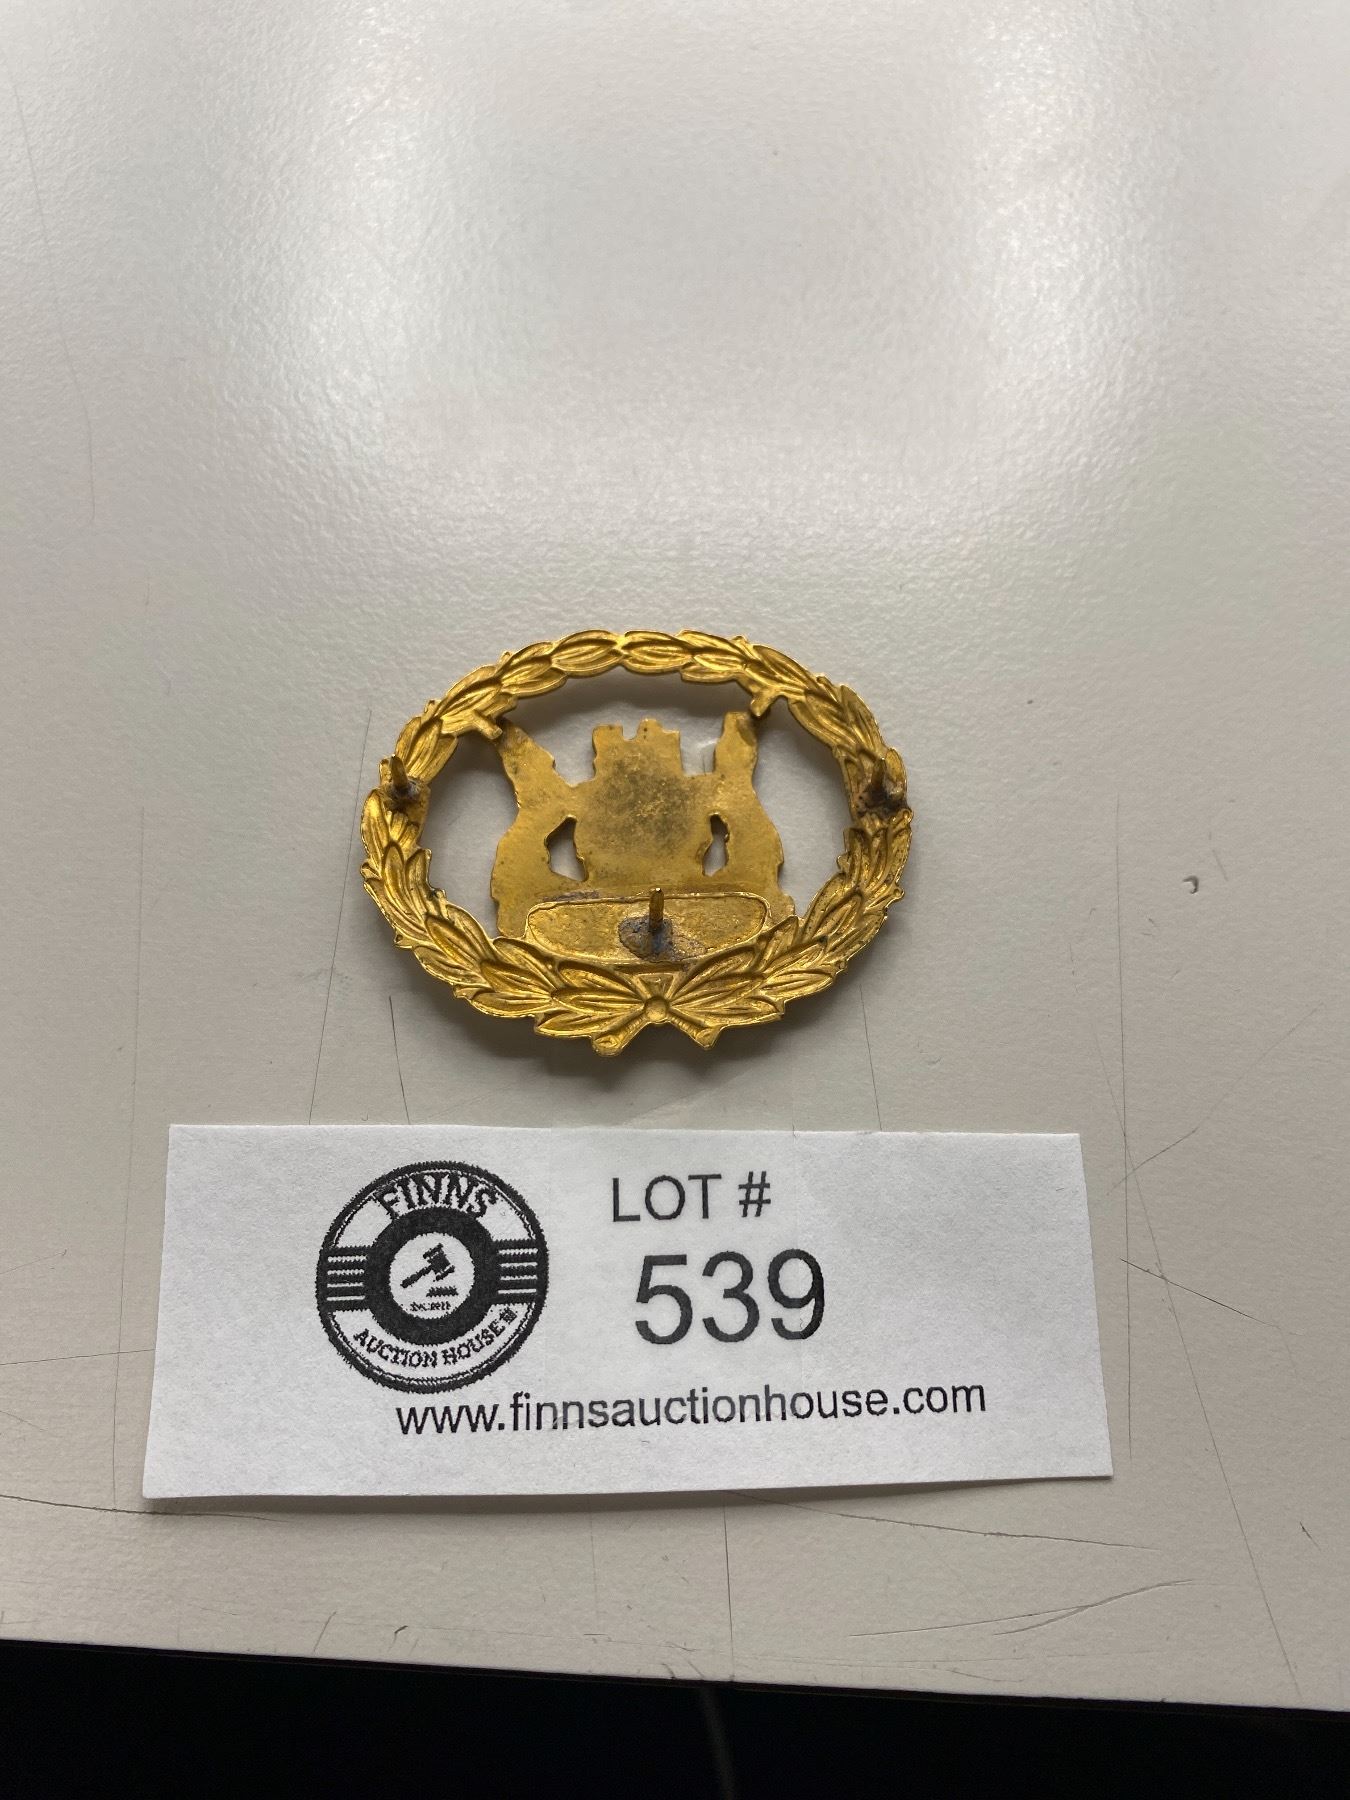 FINNS
AUCTION HOUSE
LOT #
539
www.finnsauctionhouse.com